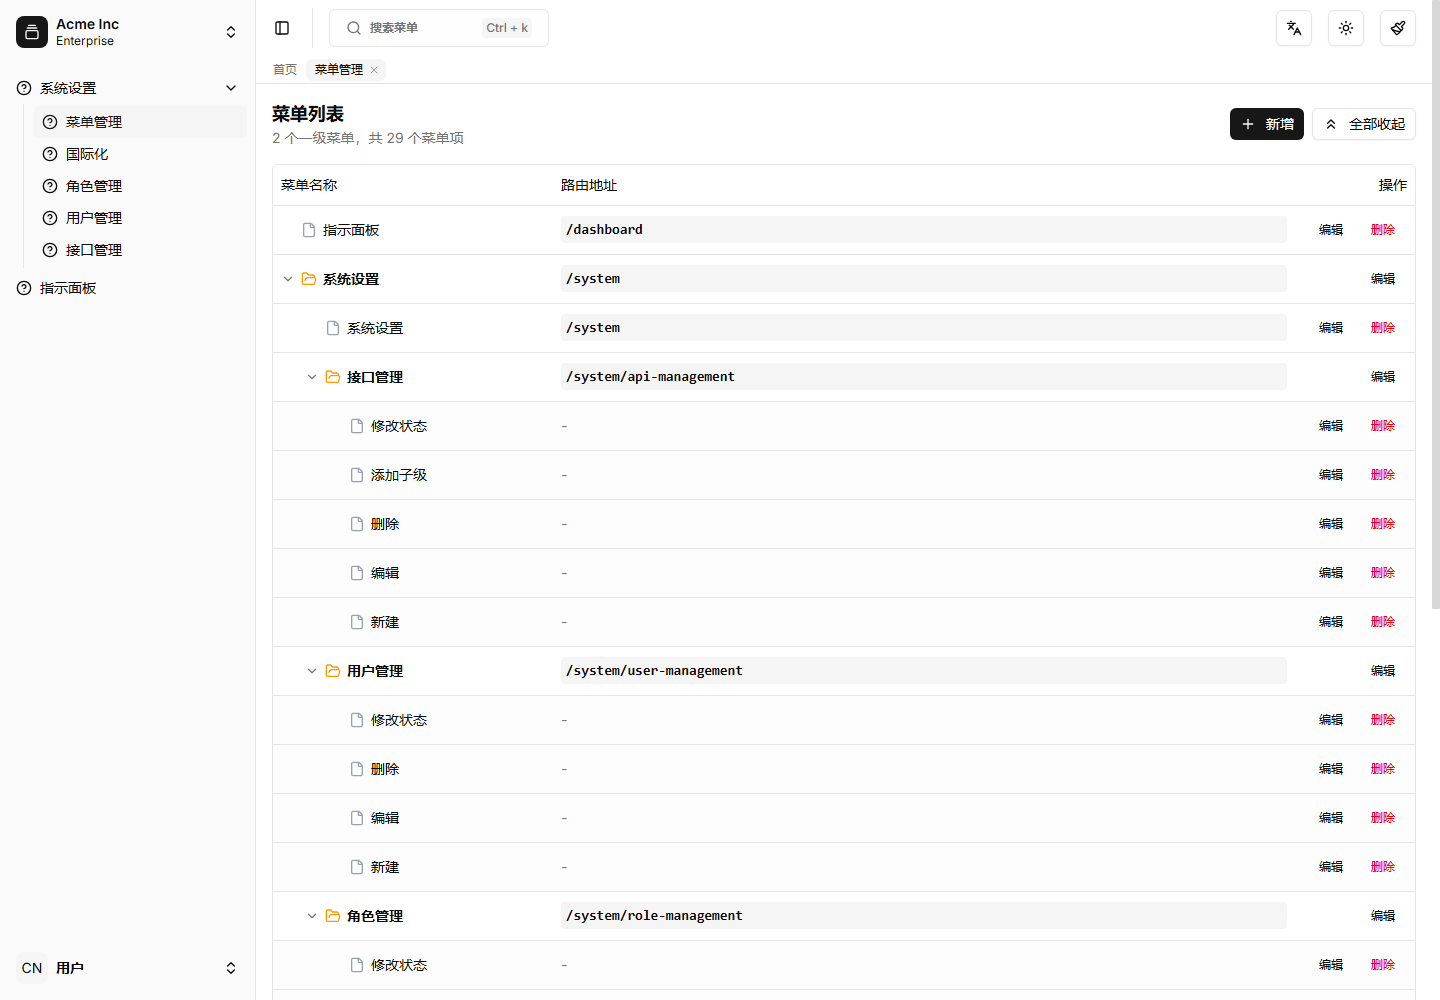 Acme Inc
Enterprise
系统设置
菜单管理
国际化
角色管理
用户管理
接口管理
指示面板
CN 用户
搜索菜单 Ctrl + k
首页 菜单管理
菜单列表
2 个一级菜单，共 29 个菜单项
新增 全部收起
菜单名称 路由地址 操作
指示面板 /dashboard 编辑 删除
系统设置 /system 编辑
系统设置 /system 编辑 删除
接口管理 /system/api-management 编辑
修改状态 - 编辑 删除
添加子级 - 编辑 删除
删除 - 编辑 删除
编辑 - 编辑 删除
新建 - 编辑 删除
用户管理 /system/user-management 编辑
修改状态 - 编辑 删除
删除 - 编辑 删除
编辑 - 编辑 删除
新建 - 编辑 删除
角色管理 /system/role-management 编辑
修改状态 - 编辑 删除